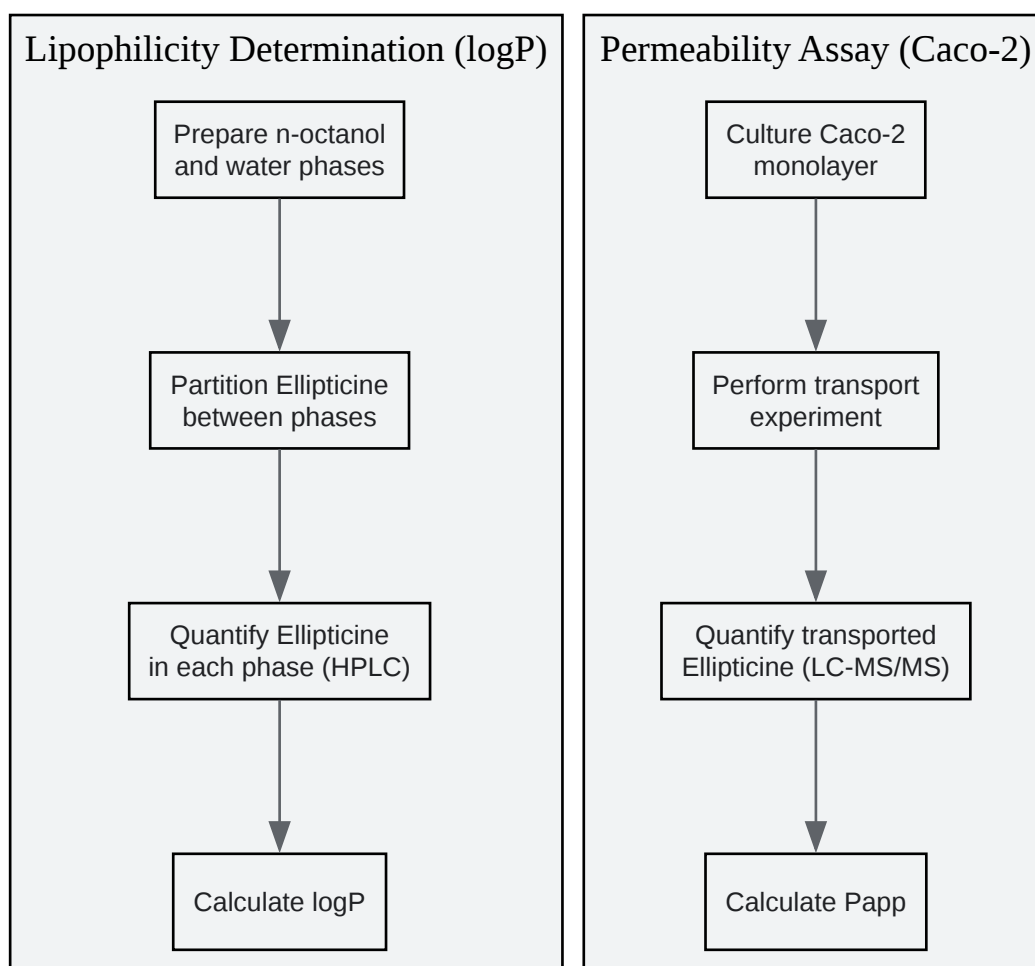 Lipophilicity Determination (logP)
Prepare n-octanol
and water phases
Partition Ellipticine
between phases
Quantify Ellipticine
in each phase (HPLC)
Calculate logP
Permeability Assay (Caco-2)
Culture Caco-2
monolayer
Perform transport
experiment
Quantify transported
Ellipticine (LC-MS/MS)
Calculate Papp